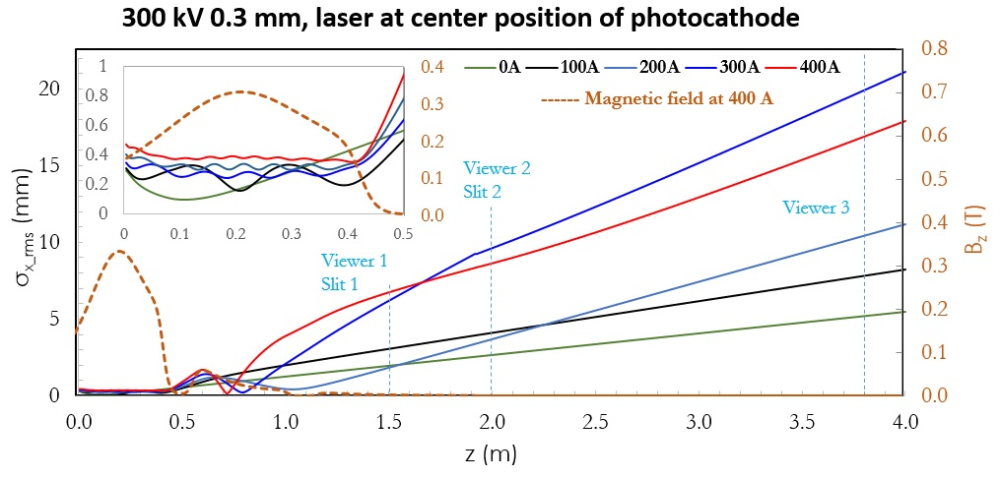 300 kV 0.3 mm, laser at center position of photocathode
0A 100A 200A 300A 400A
Magnetic field at 400 A
σx_rms (mm)
20
15
10
5
0
0.0 0.5 1.0 1.5 2.0 2.5 3.0 3.5 4.0
z (m)
0.8
0.7
0.6
0.5
0.4
0.3
0.2
0.1
0.0
Bz (T)
1
0.8
0.6
0.4
0.2
0
0 0.1 0.2 0.3 0.4 0.5
0.4
0.3
0.2
0.1
0.0
Viewer 1
Slit 1
Viewer 2
Slit 2
Viewer 3